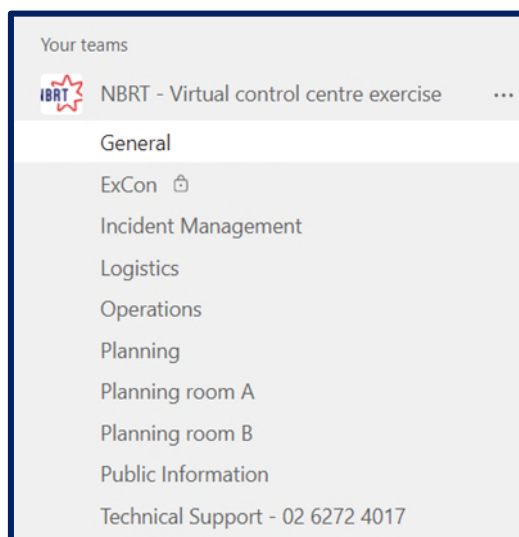 Your teams
NBRT NBRT - Virtual control centre exercise ...
General
ExCon
Incident Management
Logistics
Operations
Planning
Planning room A
Planning room B
Public Information
Technical Support - 02 6272 4017